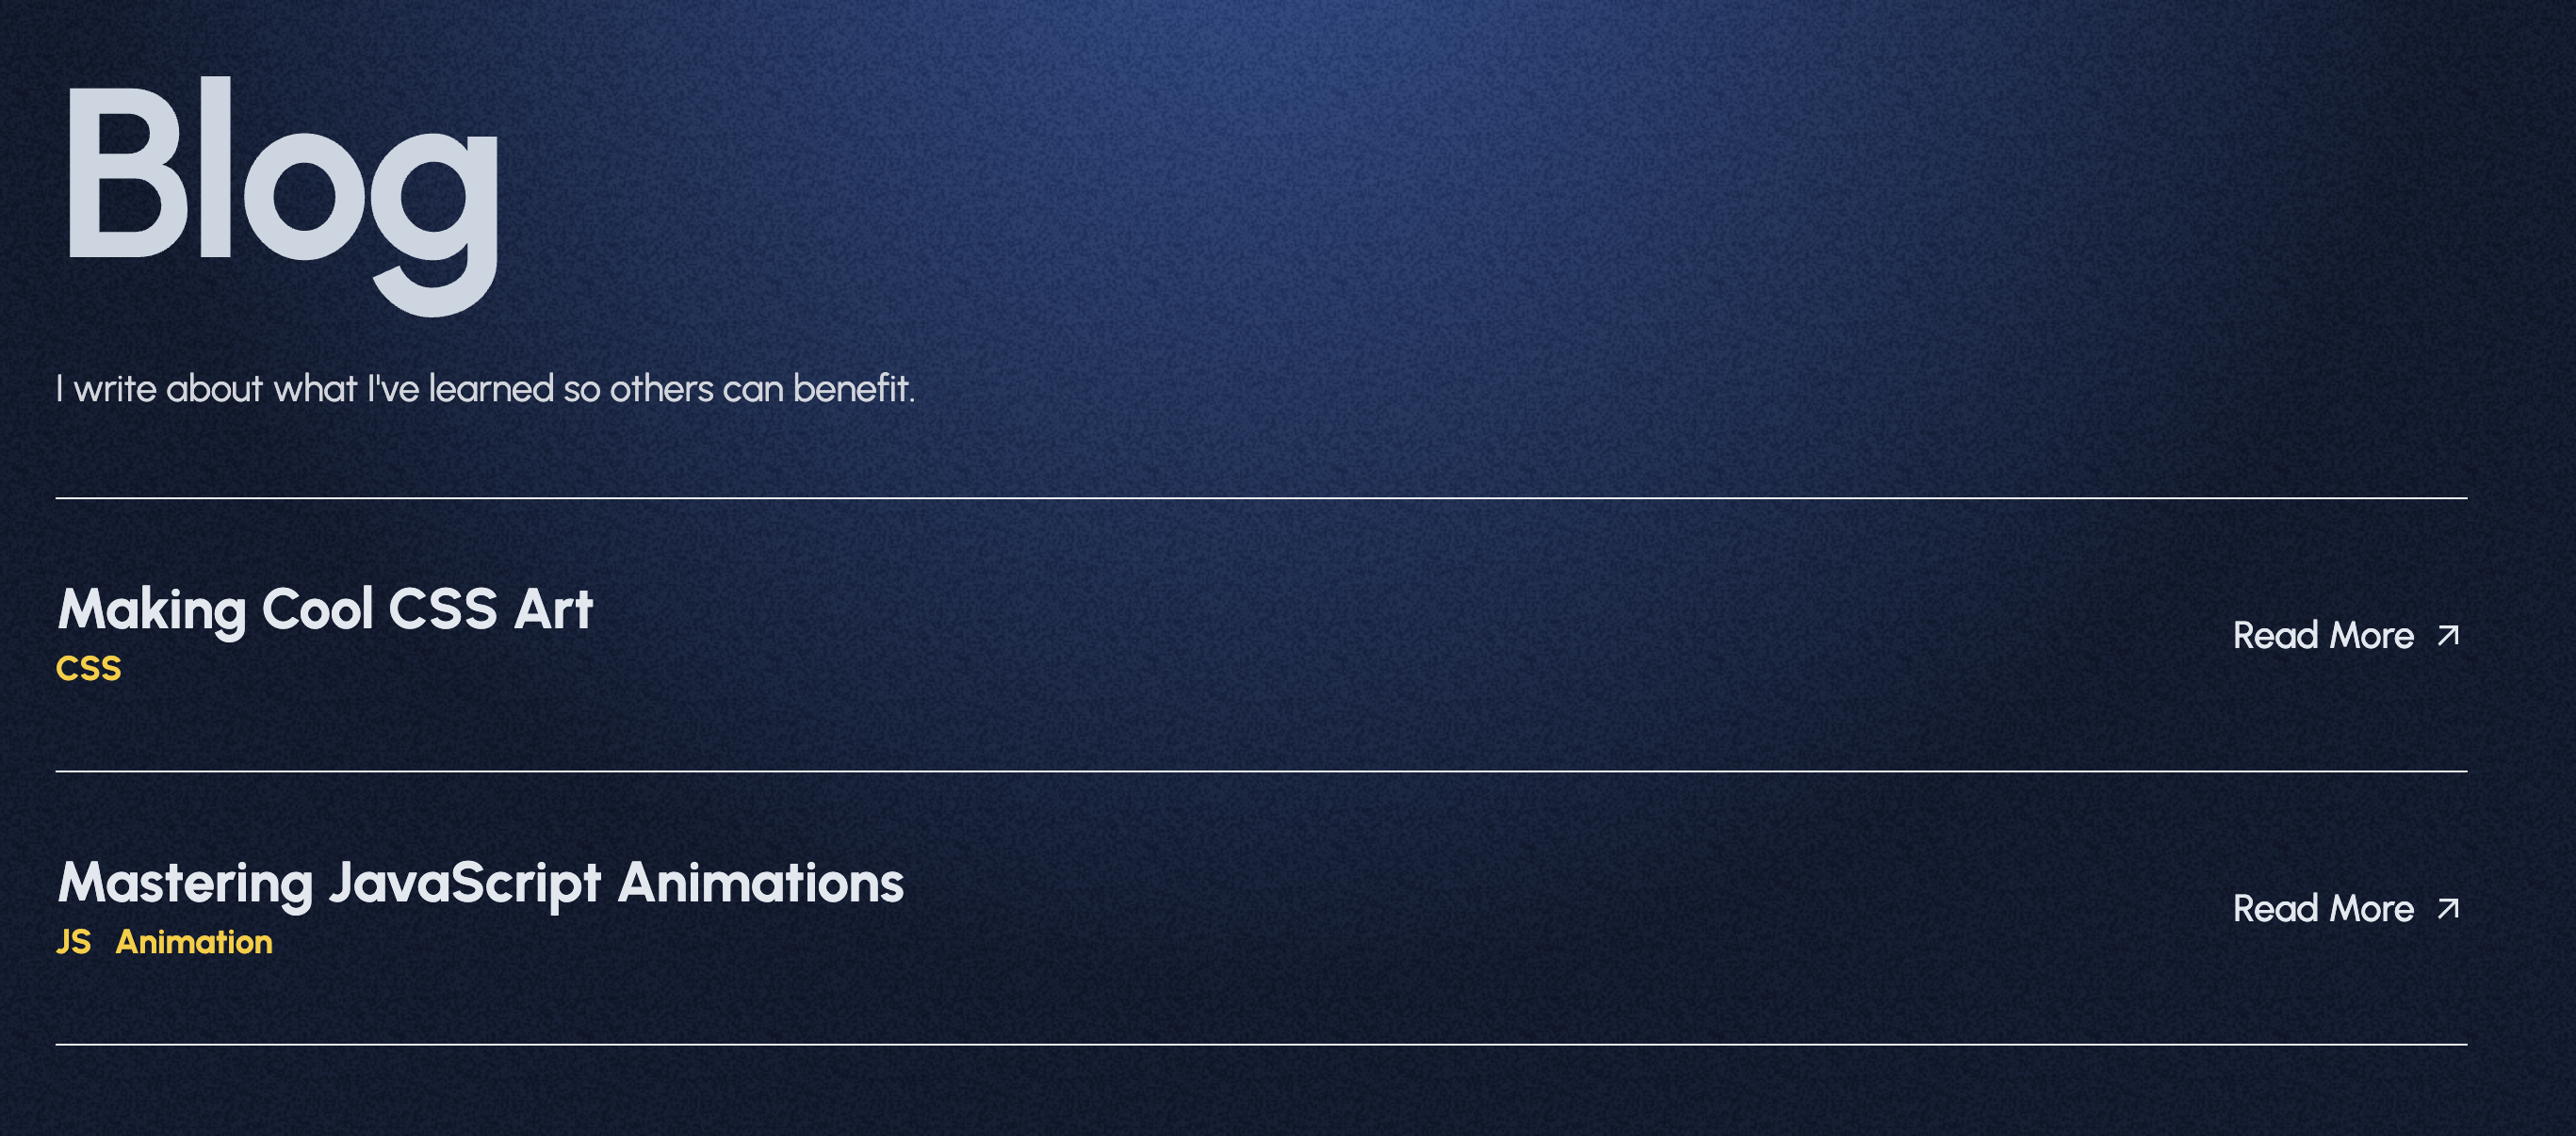 Blog
I write about what I've learned so others can benefit.
Making Cool CSS Art
CSS
Read More
Mastering JavaScript Animations
JS Animation
Read More